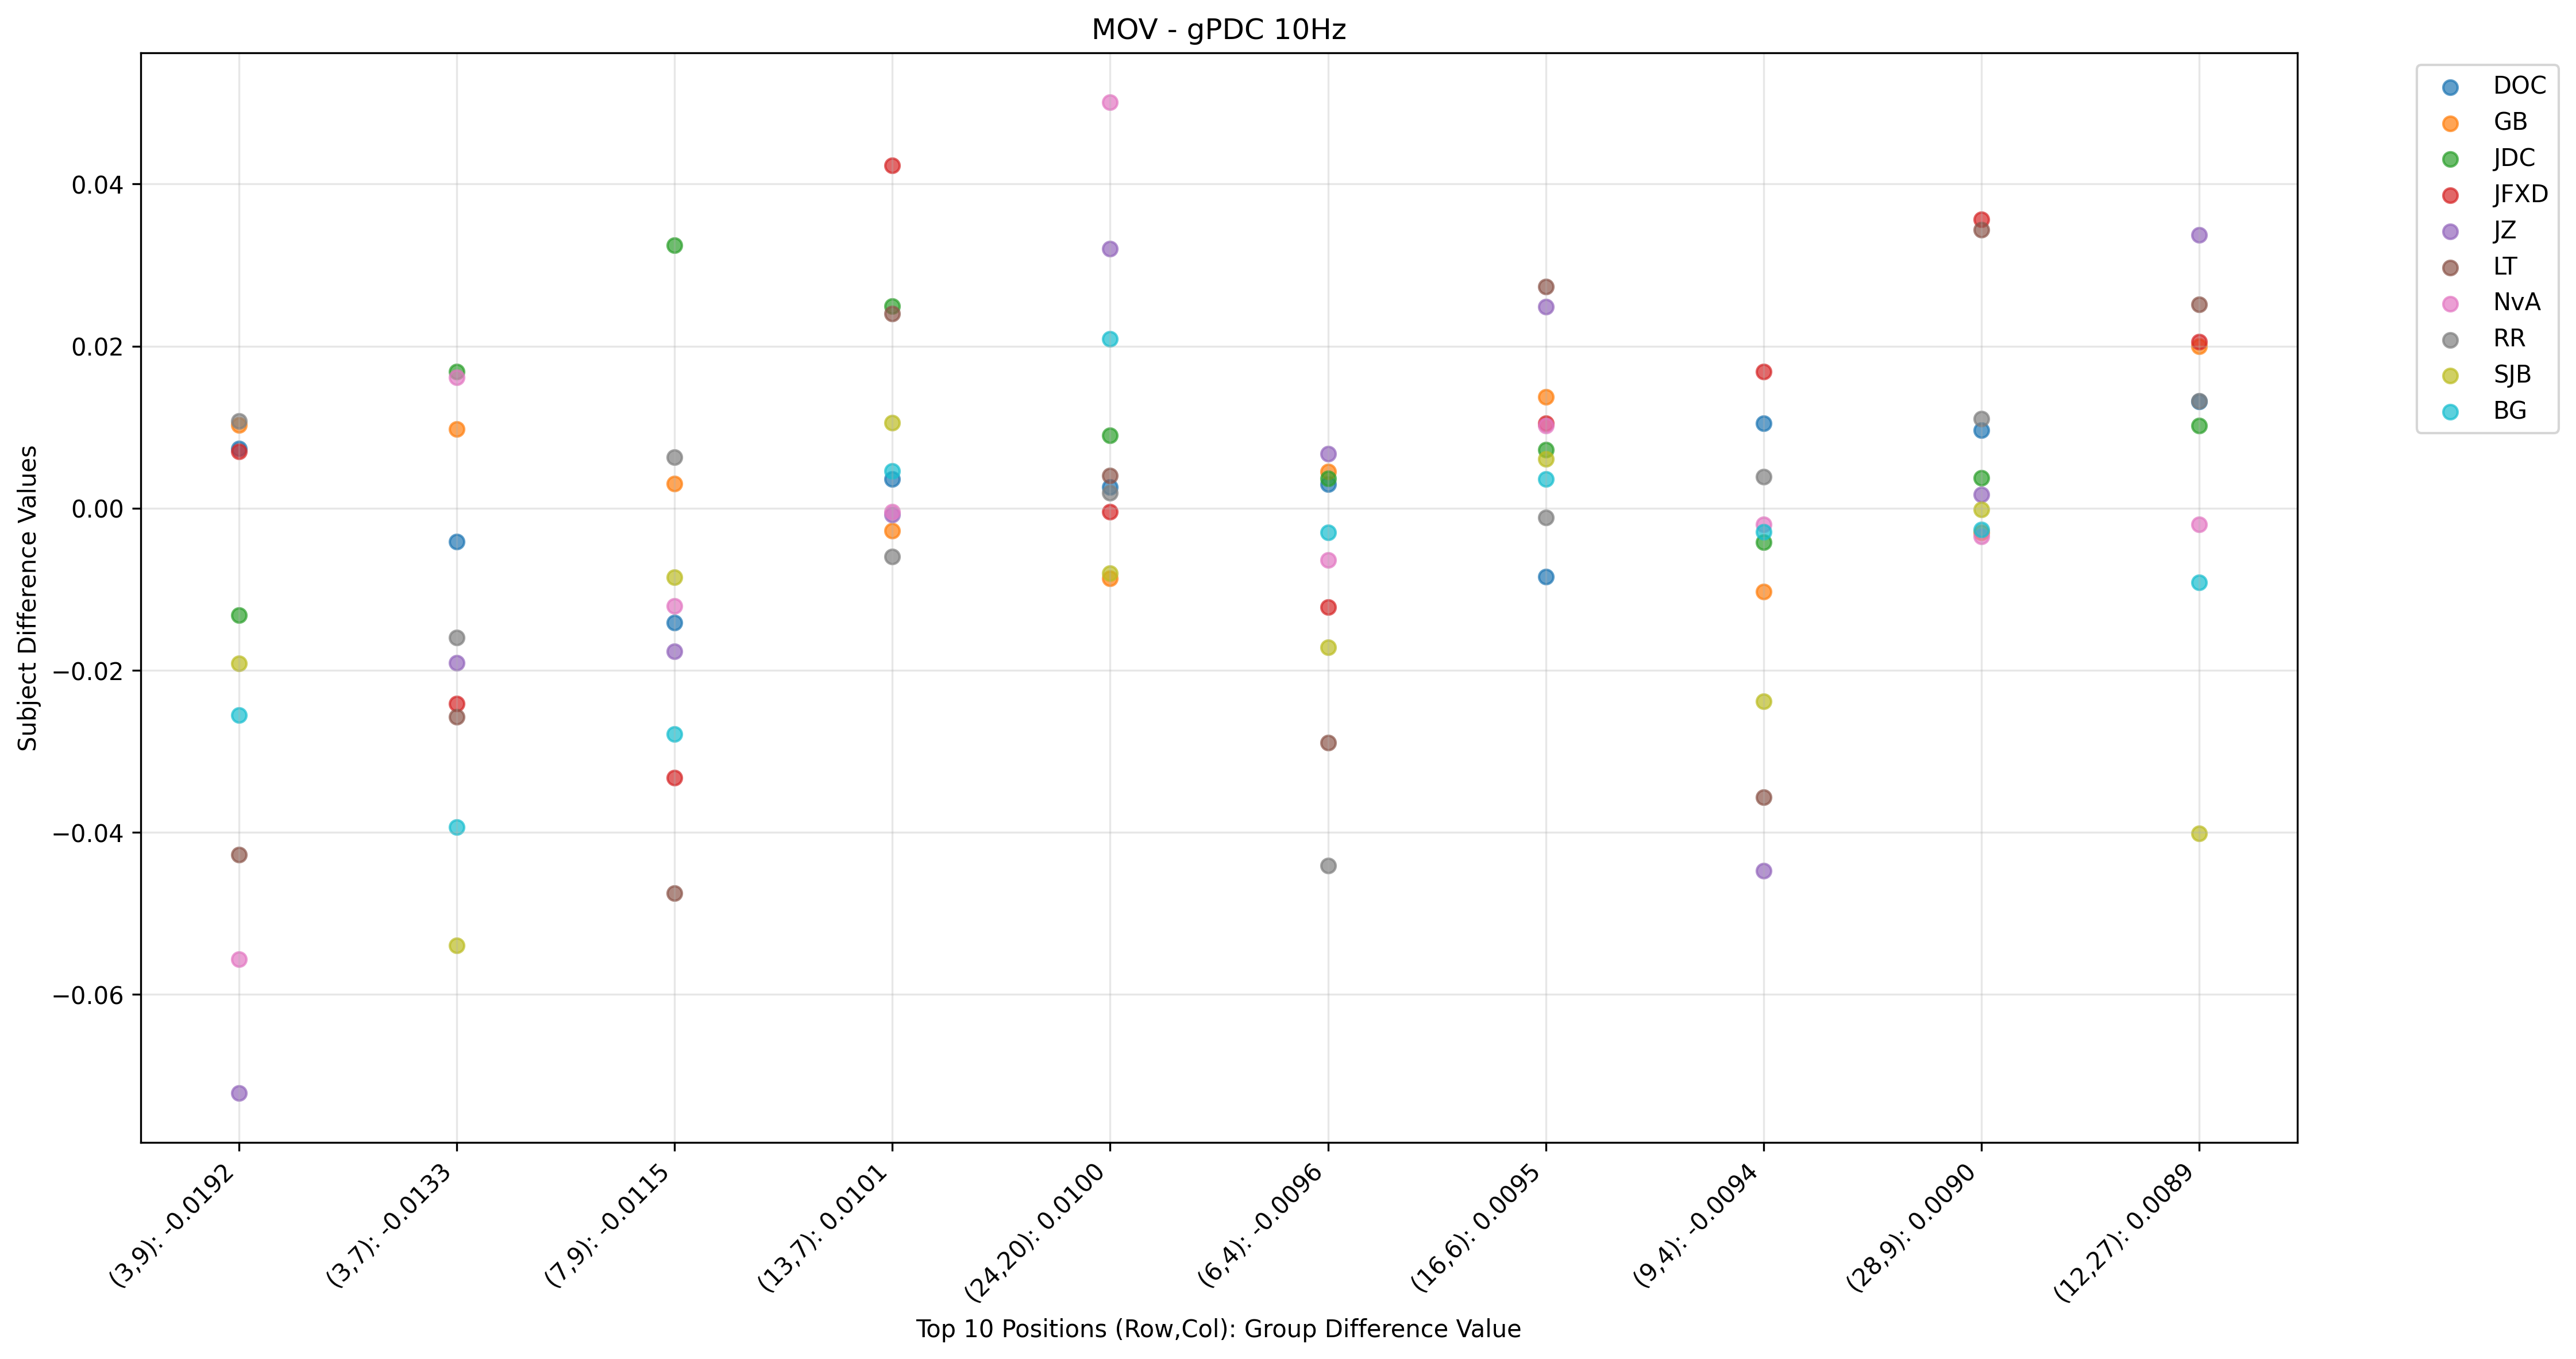 MOV - gPDC 10Hz
Subject Difference Values
0.04
0.02
0.00
−0.02
−0.04
−0.06
(3,9): -0.0192
(3,7): -0.0133
(7,9): -0.0115
(13,7): 0.0101
(24,20): 0.0100
(6,4): -0.0096
(16,6): 0.0095
(9,4): -0.0094
(28,9): 0.0090
(12,27): 0.0089
Top 10 Positions (Row,Col): Group Difference Value
DOC
GB
JDC
JFXD
JZ
LT
NvA
RR
SJB
BG